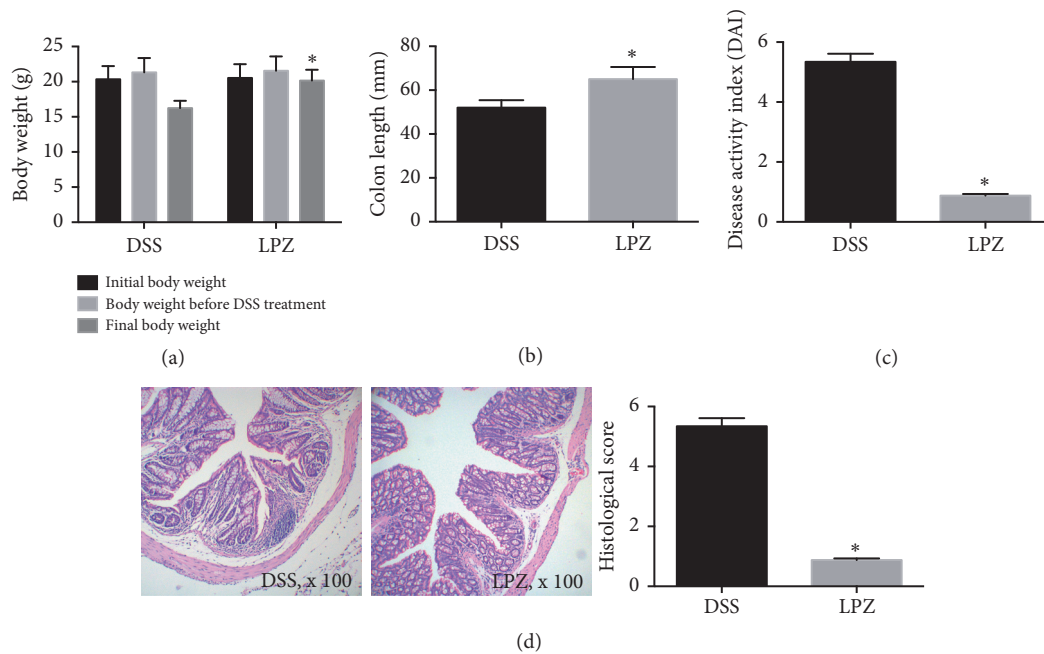 Body weight (g)
25
20
15
10
5
0
*
DSS
LPZ
Initial body weight
Body weight before DSS treatment
Final body weight
(a)
Colon length (mm)
80
60
40
20
0
*
DSS
LPZ
(b)
Disease activity index (DAI)
6
4
2
0
*
DSS
LPZ
(c)
DSS, x 100
LPZ, x 100
Histological score
6
4
2
0
*
DSS
LPZ
(d)